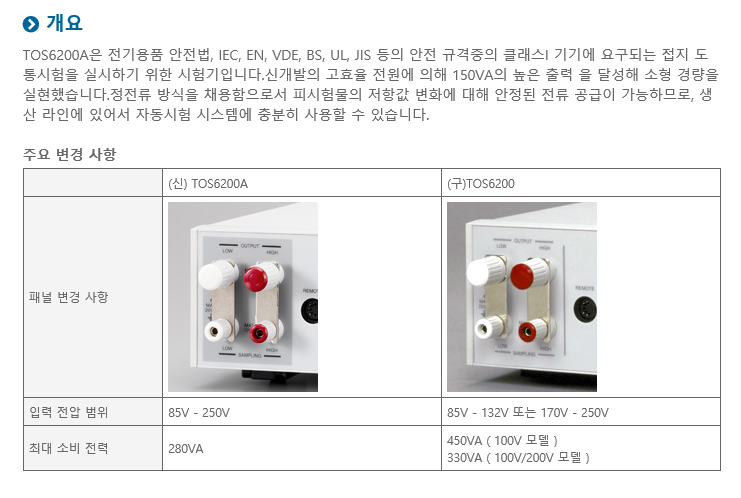 개요
TOS6200A은 전기용품 안전법, IEC, EN, VDE, BS, UL, JIS 등의 안전 규격중의 클래스I 기기에 요구되는 접지 도
통시험을 실시하기 위한 시험기입니다.신개발의 고효율 전원에 의해 150VA의 높은 출력 을 달성해 소형 경량을
실현했습니다.정전류 방식을 채용함으로서 피시험물의 저항값 변화에 대해 안정된 전류 공급이 가능하므로, 생
산 라인에 있어서 자동시험 시스템에 충분히 사용할 수 있습니다.
주요 변경 사항
(신) TOS6200A
(구)TOS6200
패널 변경 사항
OUTPUT
LOW
HIGH
REMOTE
LOW
HIGH
SAMPLING
OUTPUT
LOW
HIGH
REMOTE
LOW
HIGH
SAMPLING
입력 전압 범위
85V - 250V
85V - 132V 또는 170V - 250V
최대 소비 전력
280VA
450VA ( 100V 모델 )
330VA ( 100V/200V 모델 )